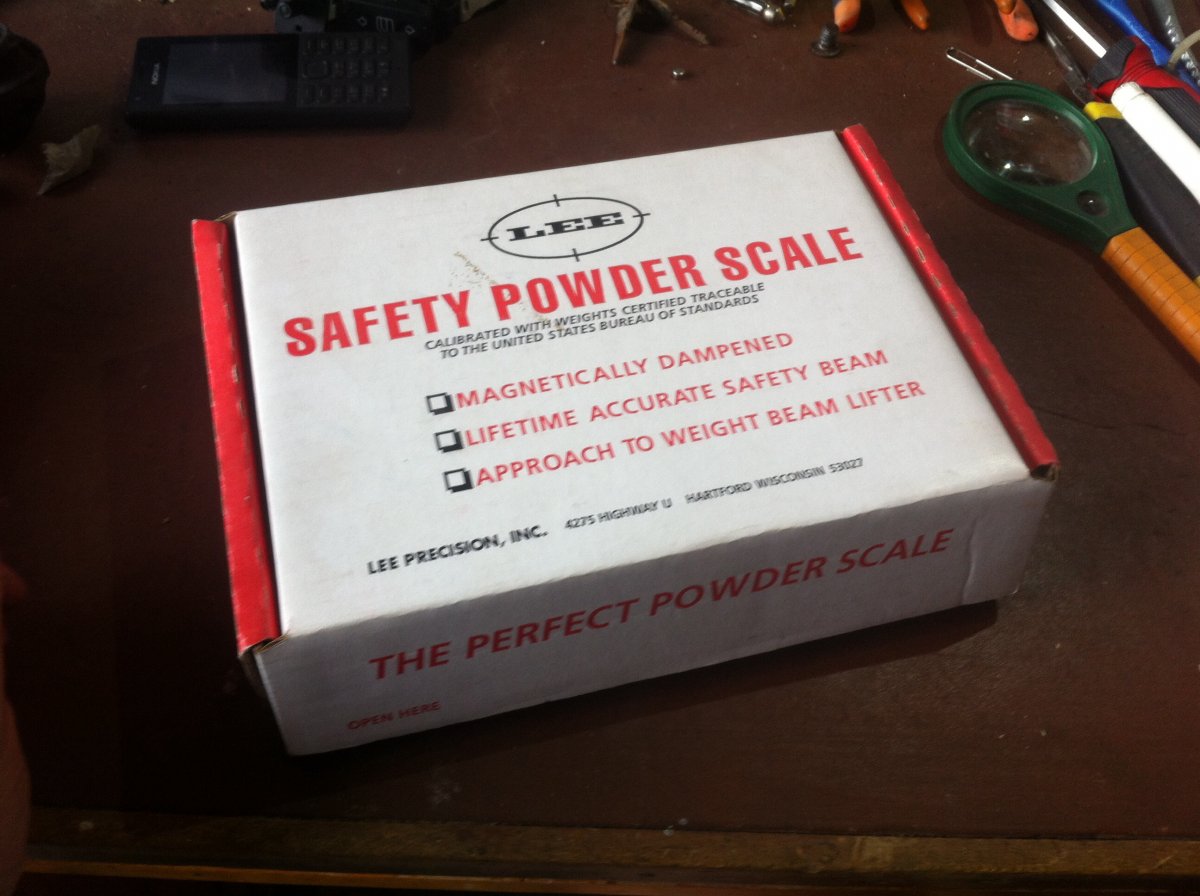 NOKIA
LEE
SAFETY POWDER SCALE
CALIBRATED WITH WEIGHTS CERTIFIED TRACEABLE
TO THE UNITED STATES BUREAU OF STANDARDS
MAGNETICALLY DAMPENED
LIFETIME ACCURATE SAFETY BEAM
APPROACH TO WEIGHT BEAM LIFTER
LEE PRECISION, INC. 4275 HIGHWAY U HARTFORD WISCONSIN 53027
THE PERFECT POWDER SCALE
OPEN HERE